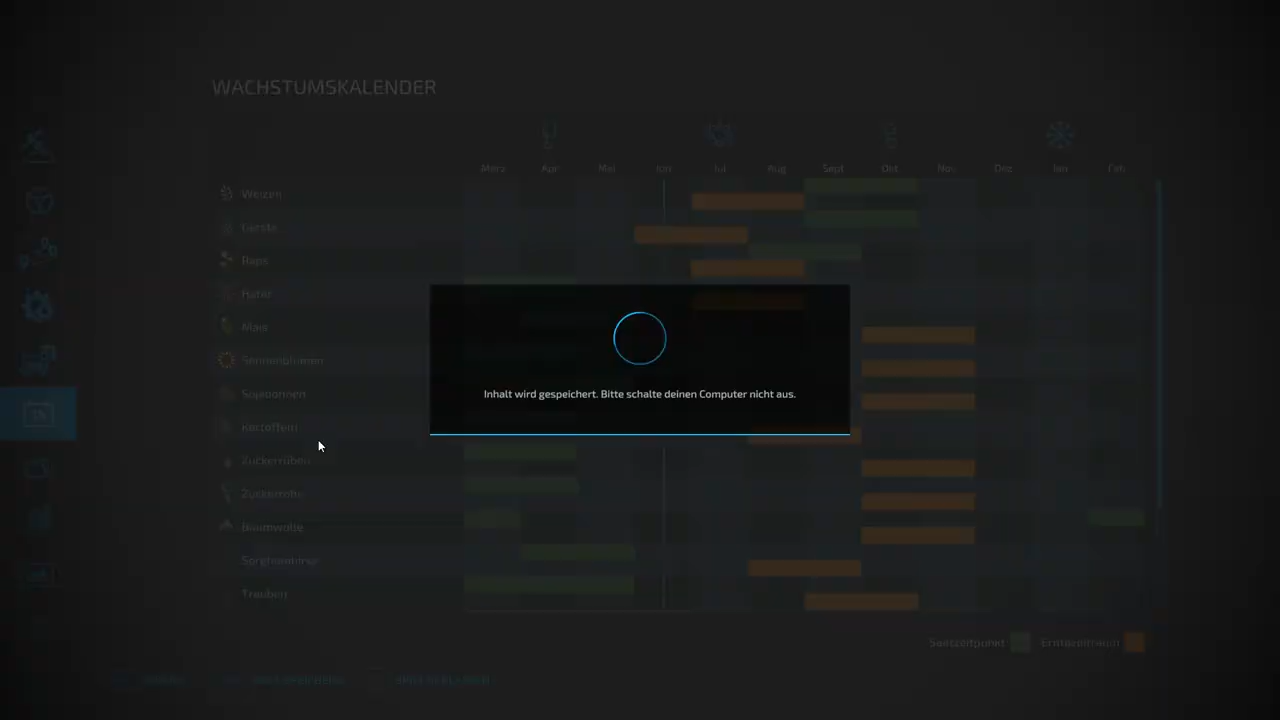 WACHSTUMSKALENDER
März Apr Mai Jun Jul Aug Sept Okt Nov Dez Jan Feb
Weizen
Gerste
Raps
Hafer
Mais
Sonnenblumen
Sojabohnen
Kartoffeln
Zuckerrüben
Zuckerrohr
Baumwolle
Sorghumhirse
Trauben
Inhalt wird gespeichert. Bitte schalte deinen Computer nicht aus.
Saatzeitpunkt Erntezeitraum